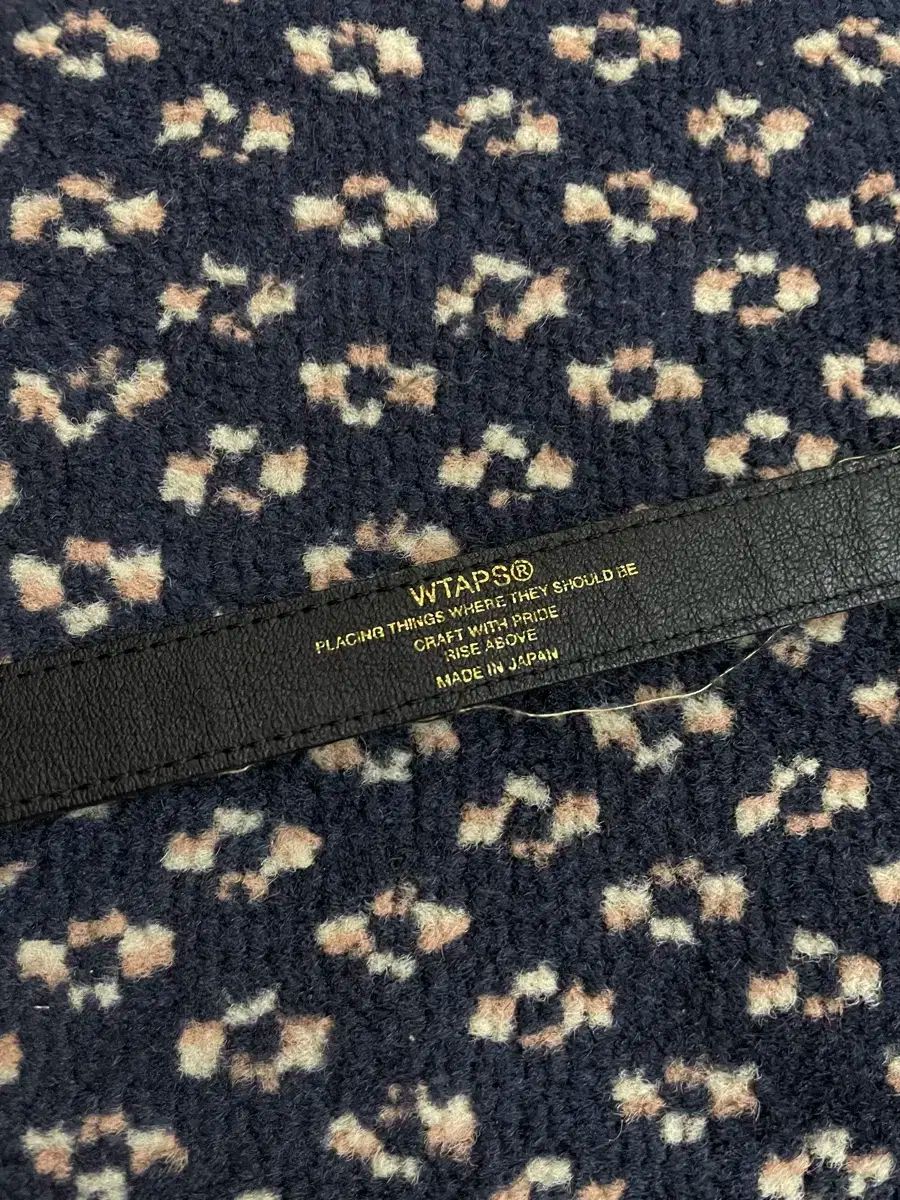 WTAPS®
PLACING THINGS WHERE THEY SHOULD BE
CRAFT WITH PRIDE
RISE ABOVE
MADE IN JAPAN